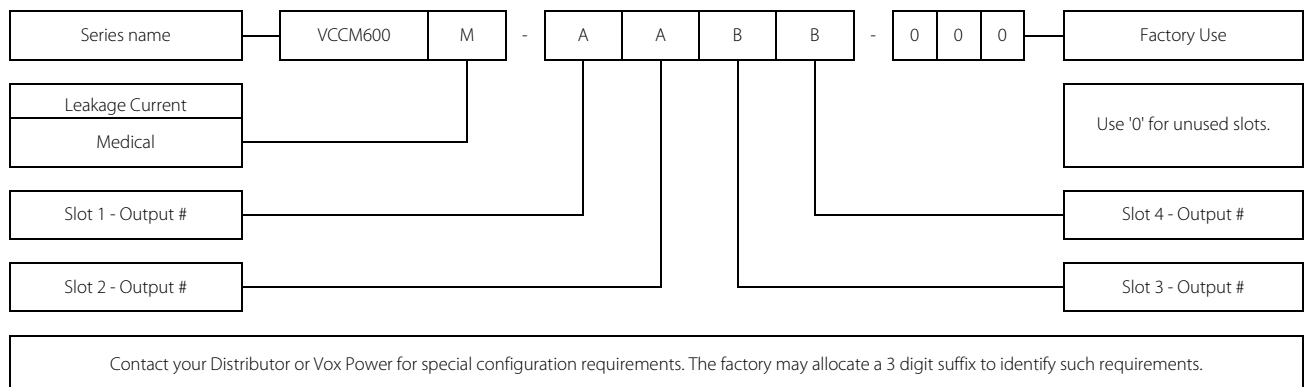 Series name VCCM600 M - A A B B - 0 0 0 Factory Use
Leakage Current
Medical
Use '0' for unused slots.
Slot 1 - Output #
Slot 4 - Output #
Slot 2 - Output #
Slot 3 - Output #
Contact your Distributor or Vox Power for special configuration requirements. The factory may allocate a 3 digit suffix to identify such requirements.